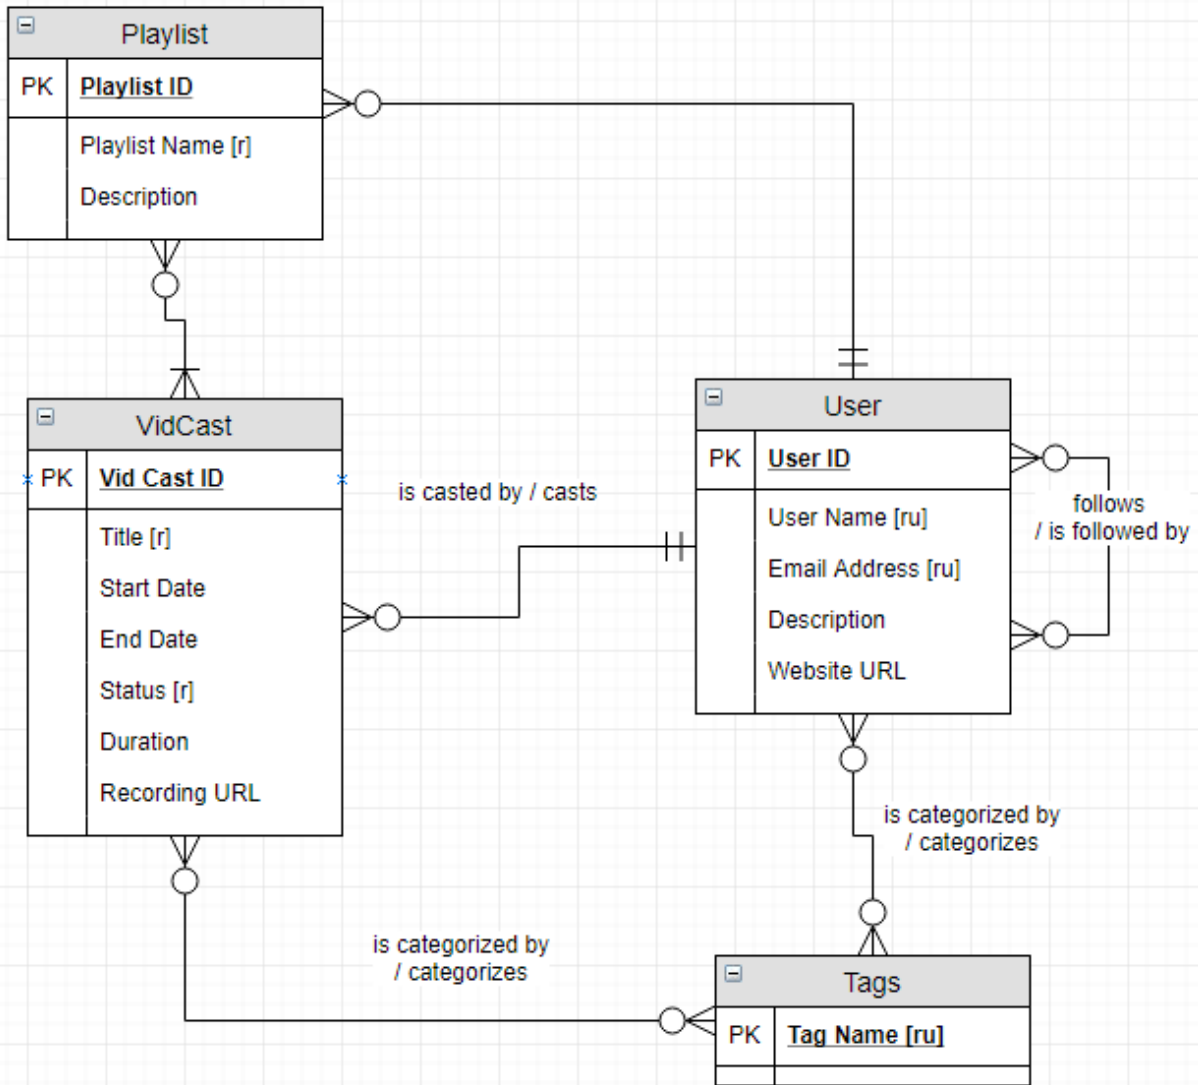 Playlist
PK Playlist ID
Playlist Name [r]
Description
VidCast
PK Vid Cast ID
Title [r]
Start Date
End Date
Status [r]
Duration
Recording URL
is casted by / casts
User
PK User ID
User Name [ru]
Email Address [ru]
Description
Website URL
follows
/ is followed by
is categorized by
/ categorizes
is categorized by
/ categorizes
Tags
PK Tag Name [ru]